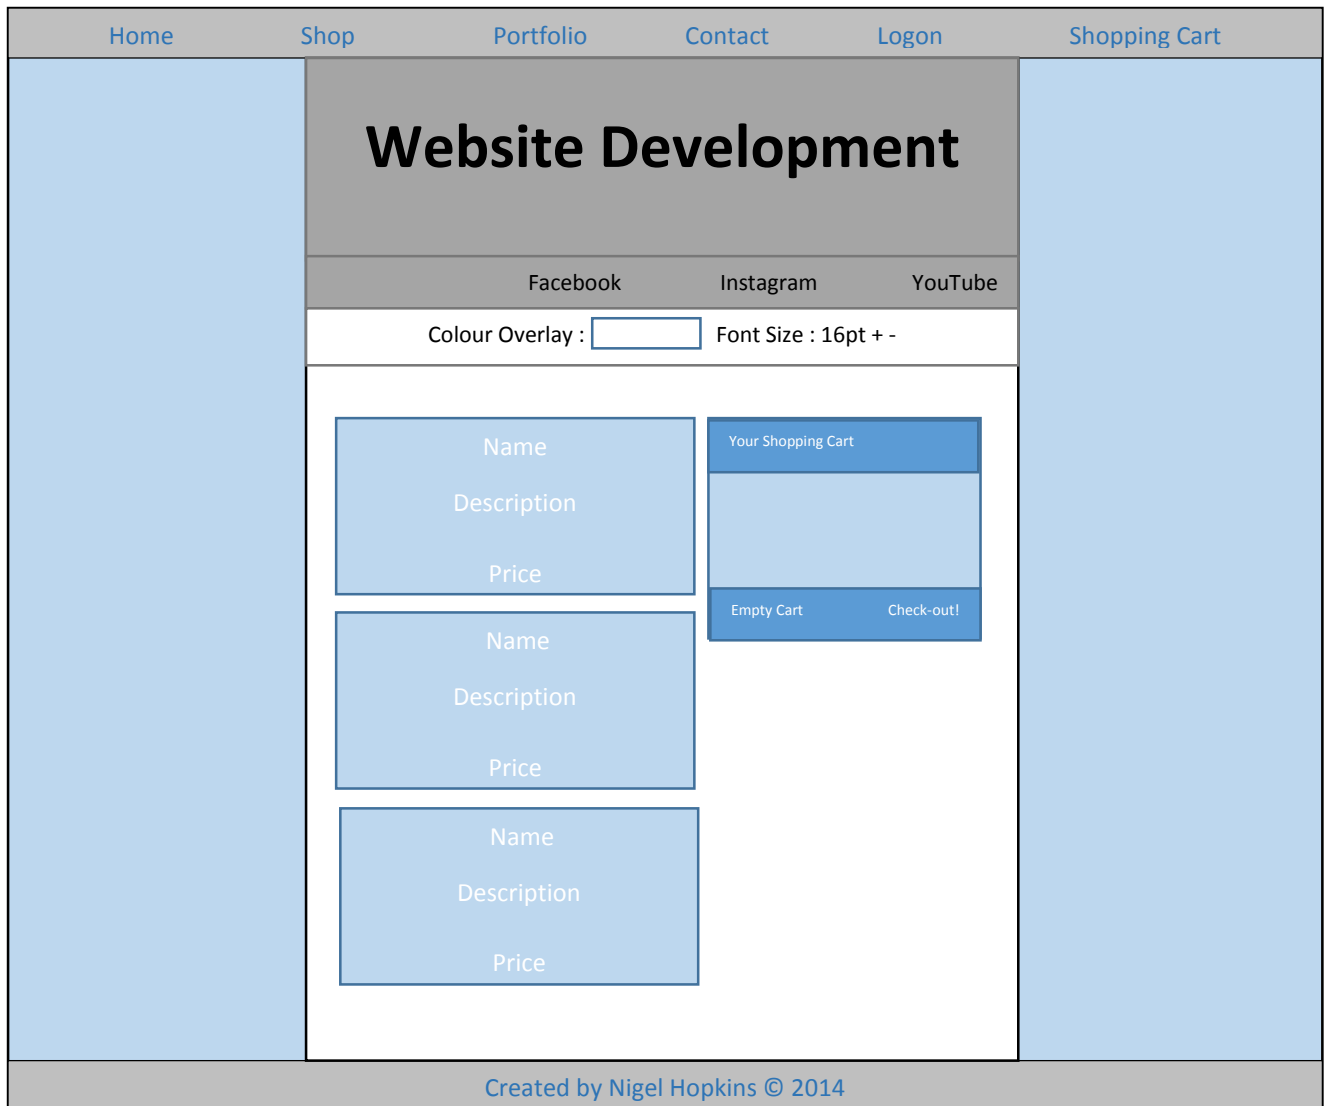 Home Shop Portfolio Contact Logon Shopping Cart
Website Development
Facebook Instagram YouTube
Colour Overlay : Font Size : 16pt + -
Name
Description
Price
Your Shopping Cart
Empty Cart Check-out!
Name
Description
Price
Name
Description
Price
Created by Nigel Hopkins © 2014